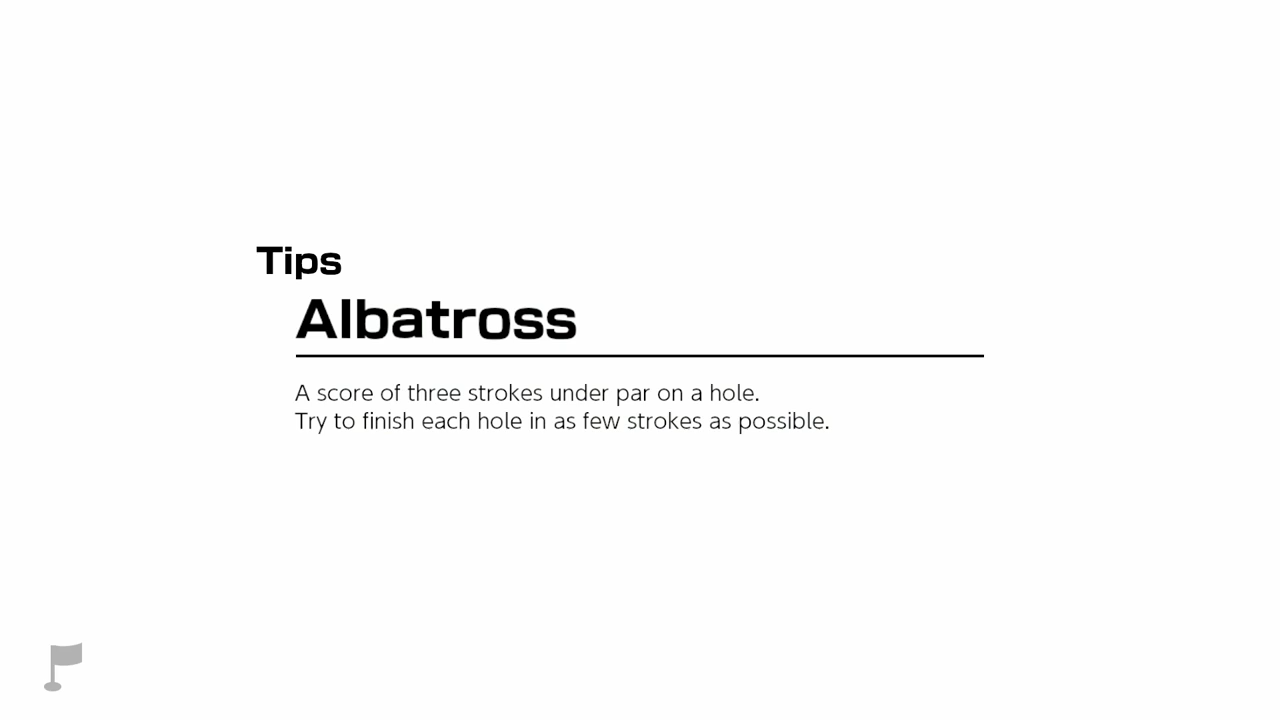 Tips
Albatross
A score of three strokes under par on a hole.
Try to finish each hole in as few strokes as possible.